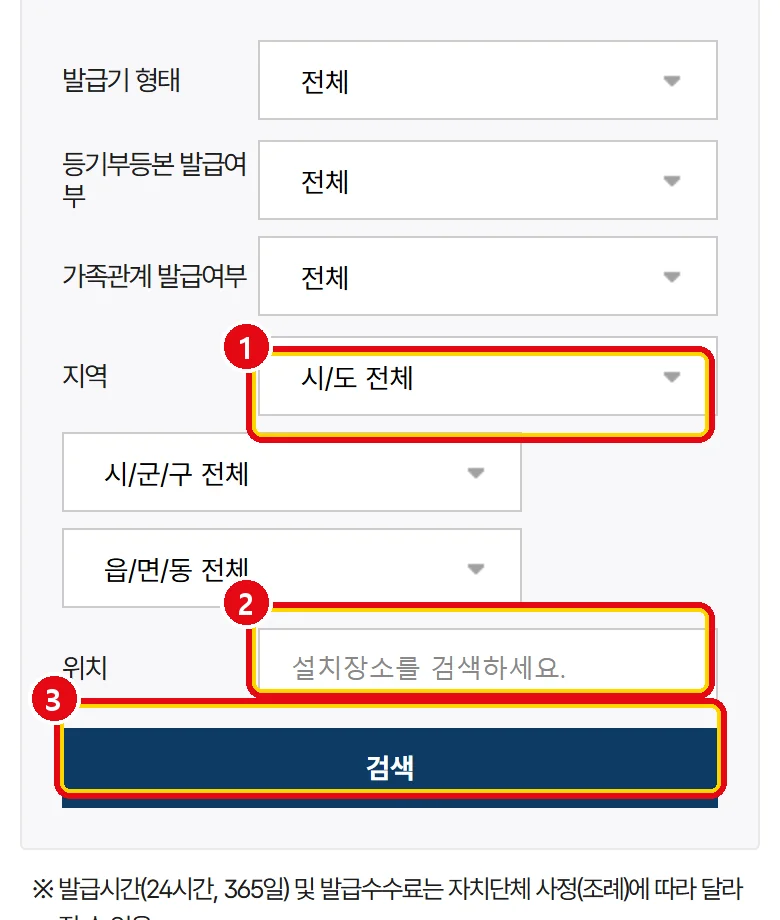 발급기 형태
전체
등기부등본 발급여
부
전체
가족관계 발급여부
전체
1
지역
시/도 전체
시/군/구 전체
읍/면/동 전체
2
위치
설치장소를 검색하세요.
3
검색
※ 발급시간(24시간, 365일) 및 발급수수료는 자치단체 사정(조례)에 따라 달라